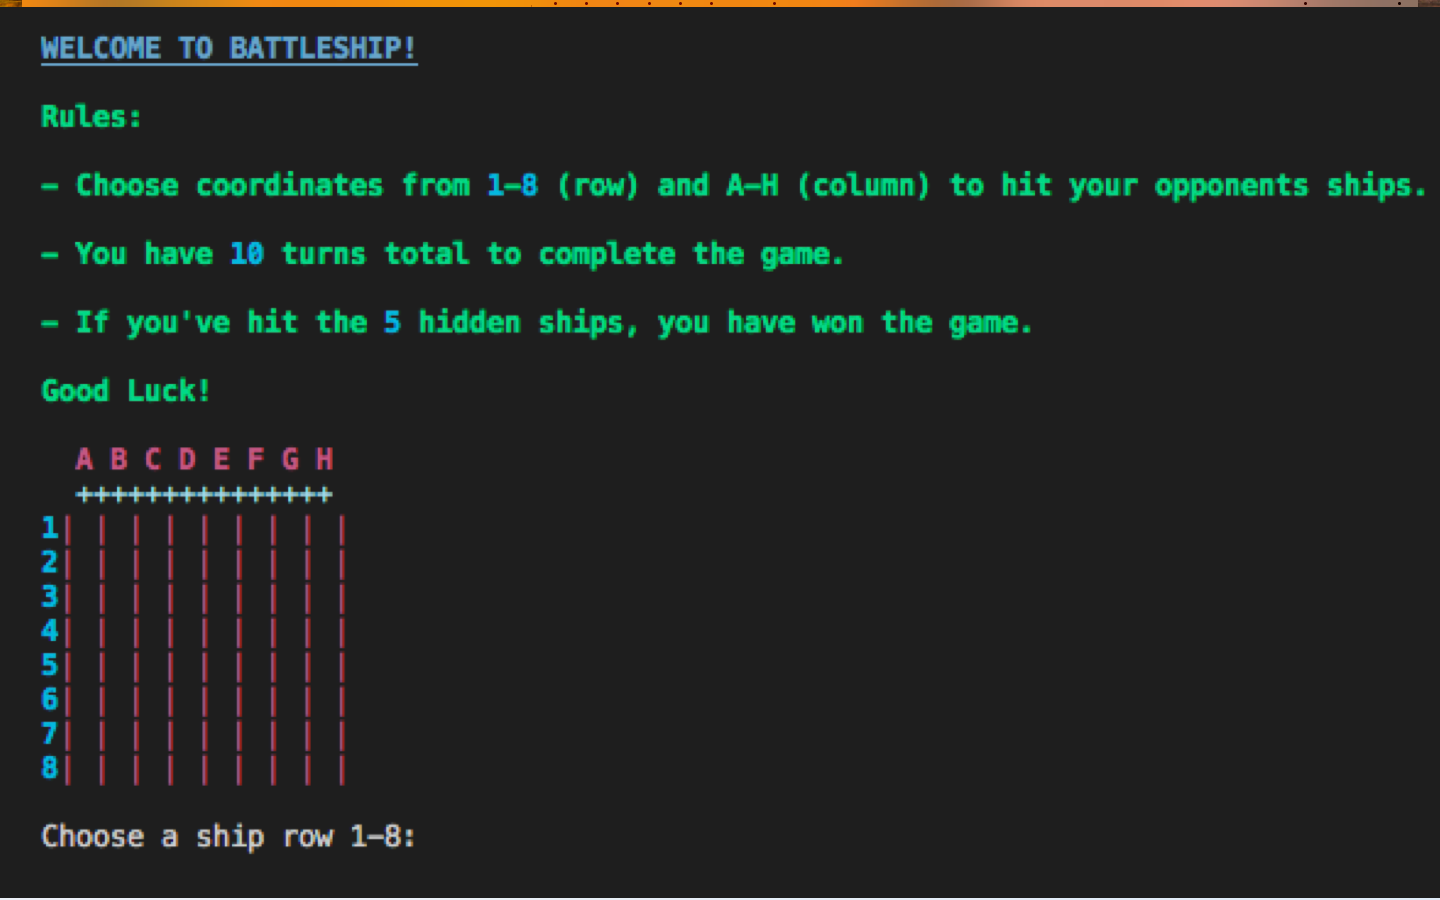 WELCOME TO BATTLESHIP!
Rules:
– Choose coordinates from 1–8 (row) and A–H (column) to hit your opponents ships.
– You have 10 turns total to complete the game.
– If you've hit the 5 hidden ships, you have won the game.
Good Luck!
A B C D E F G H
+++++++++++++++
1| | | | | | | | |
2| | | | | | | | |
3| | | | | | | | |
4| | | | | | | | |
5| | | | | | | | |
6| | | | | | | | |
7| | | | | | | | |
8| | | | | | | | |
Choose a ship row 1–8: